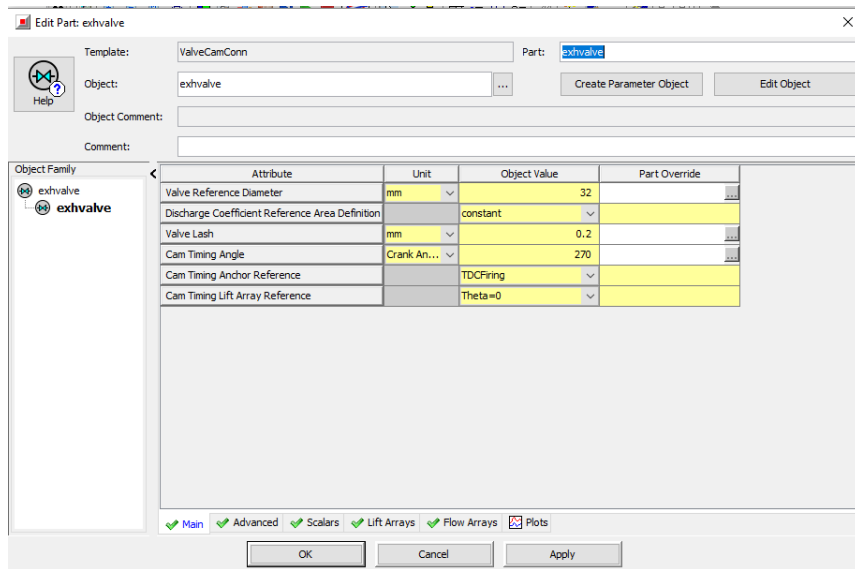 Edit Part: exhvalve
Template: ValveCamConn Part: exhvalve
Help
Object: exhvalve ... Create Parameter Object Edit Object
Object Comment:
Comment:
Object Family
exhvalve
exhvalve
Attribute Unit Object Value Part Override
Valve Reference Diameter mm 32 ...
Discharge Coefficient Reference Area Definition constant
Valve Lash mm 0.2 ...
Cam Timing Angle Crank An... 270 ...
Cam Timing Anchor Reference TDCFiring
Cam Timing Lift Array Reference Theta=0
Main Advanced Scalars Lift Arrays Flow Arrays Plots
OK Cancel Apply